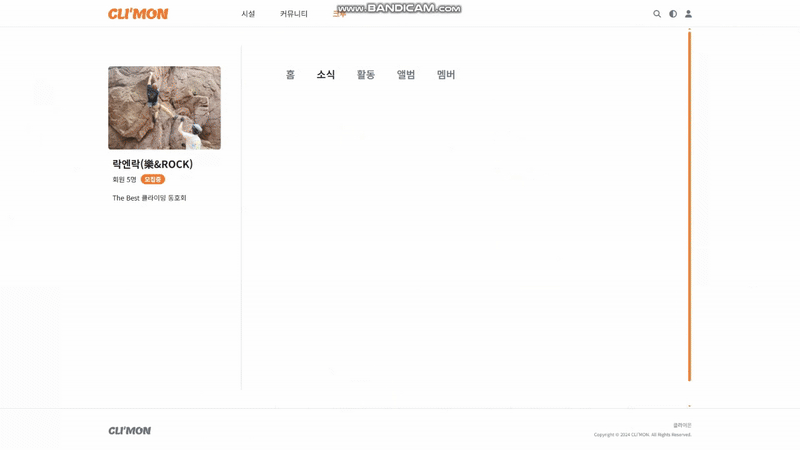 CLI'MON 시설 커뮤니티 크루
www.BANDICAM.com
홈 소식 활동 앨범 멤버
락엔락(樂&ROCK)
회원 5명 모집중
The Best 클라이밍 동호회
CLI'MON
클라이몬
Copyright © 2024 CLI'MON. All Rights Reserved.